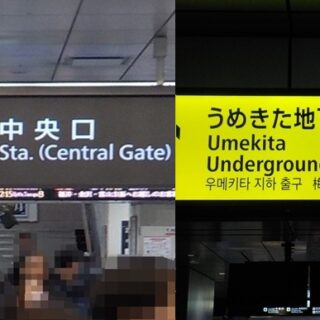 中央口
Sta. (Central Gate)
うめきた地
Umekita
Underground
우메키타 지하 출구